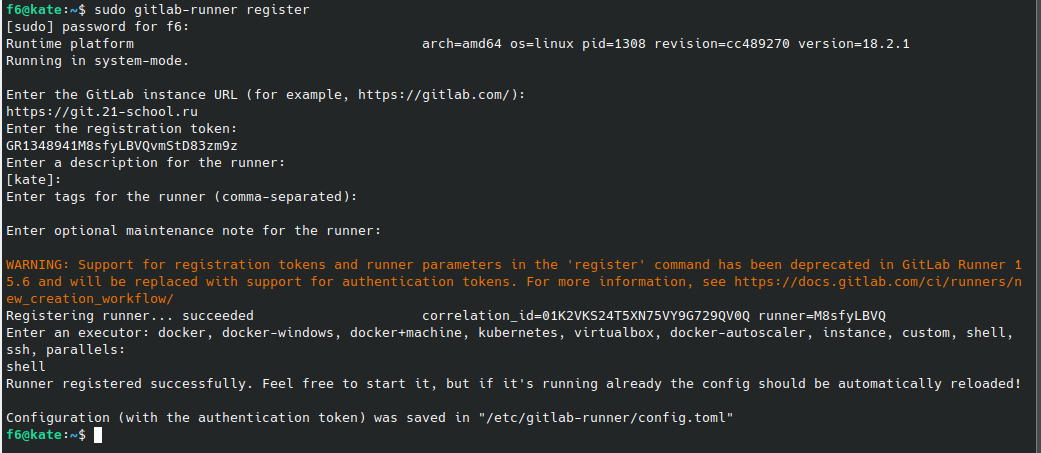 f6@kate:~$ sudo gitlab-runner register
[sudo] password for f6:
Runtime platform                                    arch=amd64 os=linux pid=1308 revision=cc489270 version=18.2.1
Running in system-mode.

Enter the GitLab instance URL (for example, https://gitlab.com/):
https://git.21-school.ru
Enter the registration token:
GR1348941M8sfyLBVQvmStD83zm9z
Enter a description for the runner:
[kate]:
Enter tags for the runner (comma-separated):

Enter optional maintenance note for the runner:

WARNING: Support for registration tokens and runner parameters in the 'register' command has been deprecated in GitLab Runner 1
5.6 and will be replaced with support for authentication tokens. For more information, see https://docs.gitlab.com/ci/runners/n
ew_creation_workflow/
Registering runner... succeeded                     correlation_id=01K2VKS24T5XN75VY9G729QV0Q runner=M8sfyLBVQ
Enter an executor: docker, docker-windows, docker+machine, kubernetes, virtualbox, docker-autoscaler, instance, custom, shell,
ssh, parallels:
shell
Runner registered successfully. Feel free to start it, but if it's running already the config should be automatically reloaded!

Configuration (with the authentication token) was saved in "/etc/gitlab-runner/config.toml"
f6@kate:~$